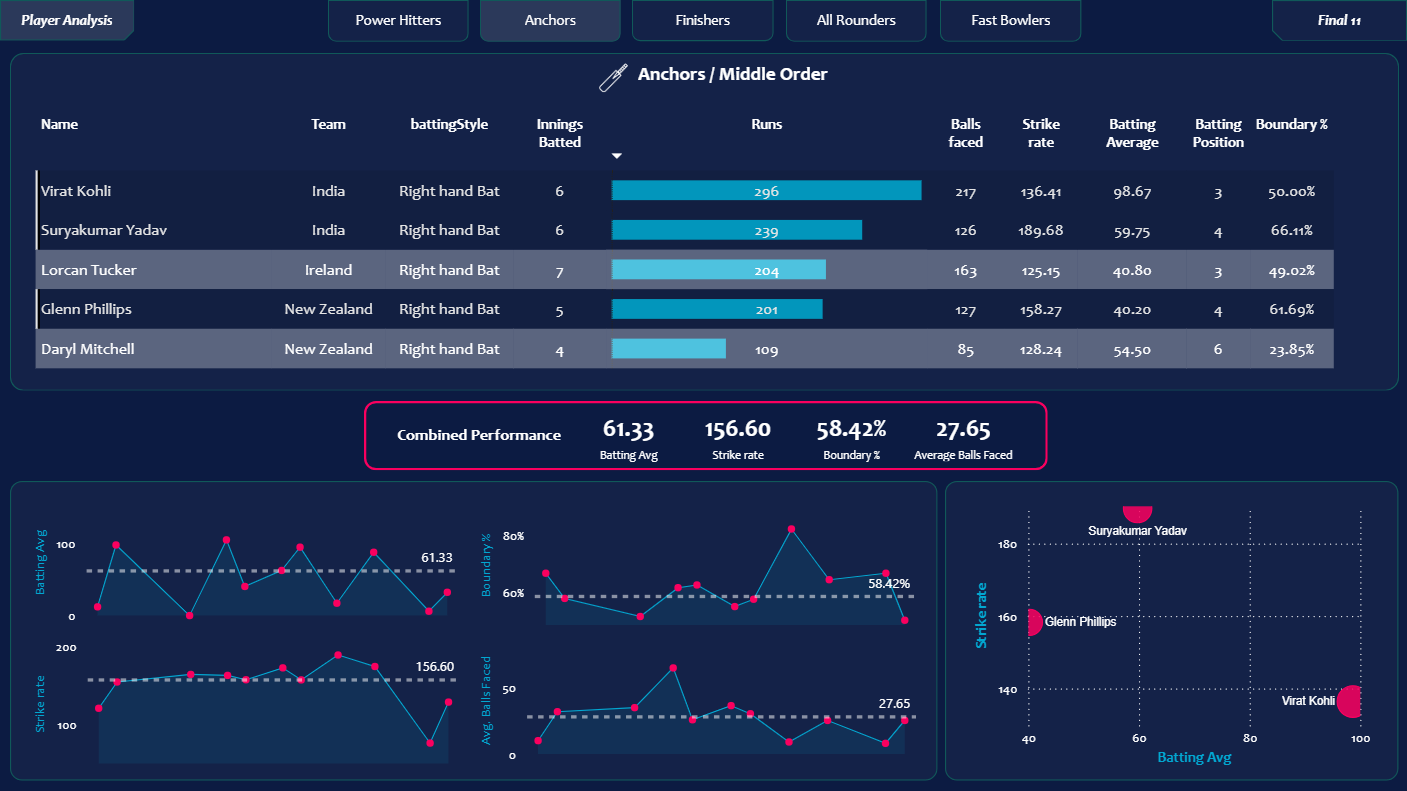 Player Analysis
Power Hitters
Anchors
Finishers
All Rounders
Fast Bowlers
Final 11
Anchors / Middle Order
Name Team battingStyle Innings Batted Runs Balls faced Strike rate Batting Average Batting Position Boundary %
Virat Kohli India Right hand Bat 6 296 217 136.41 98.67 3 50.00%
Suryakumar Yadav India Right hand Bat 6 239 126 189.68 59.75 4 66.11%
Lorcan Tucker Ireland Right hand Bat 7 204 163 125.15 40.80 3 49.02%
Glenn Phillips New Zealand Right hand Bat 5 201 127 158.27 40.20 4 61.69%
Daryl Mitchell New Zealand Right hand Bat 4 109 85 128.24 54.50 6 23.85%
Combined Performance
61.33 156.60 58.42% 27.65
Batting Avg Strike rate Boundary % Average Balls Faced
Batting Avg
100
0
61.33
Strike rate
200
100
156.60
Boundary %
80%
60%
58.42%
Avg. Balls Faced
50
0
27.65
Strike rate
180
160
140
Suryakumar Yadav
Glenn Phillips
Virat Kohli
40 60 80 100
Batting Avg